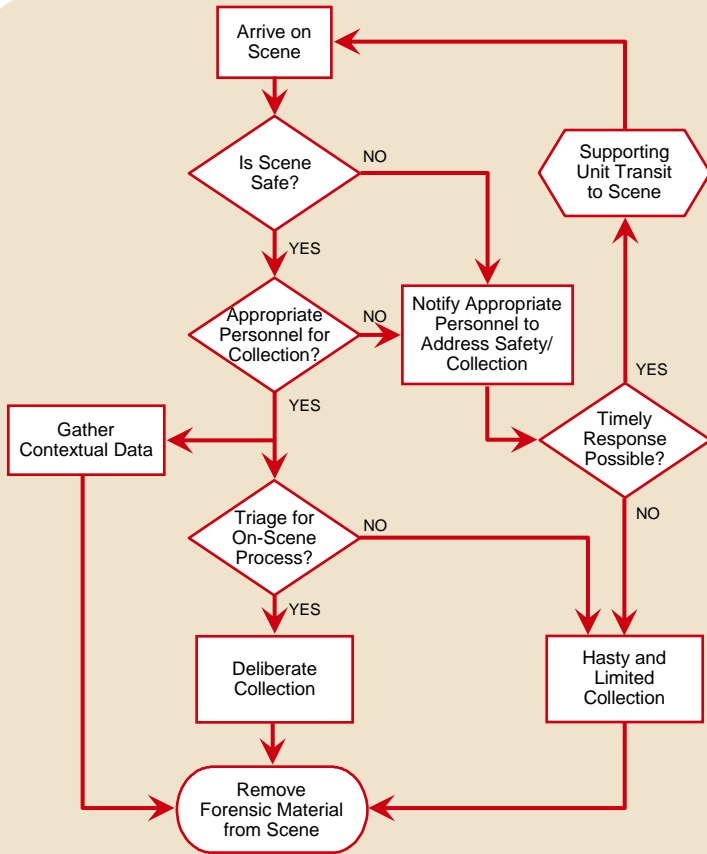 Arrive on
Scene
Is Scene
Safe?
NO
Supporting
Unit Transit
to Scene
YES
Appropriate
Personnel for
Collection?
NO
Notify Appropriate
Personnel to
Address Safety/
Collection
YES
YES
Gather
Contextual Data
Timely
Response
Possible?
Triage for
On-Scene
Process?
NO
NO
YES
Deliberate
Collection
Hasty and
Limited
Collection
Remove
Forensic Material
from Scene